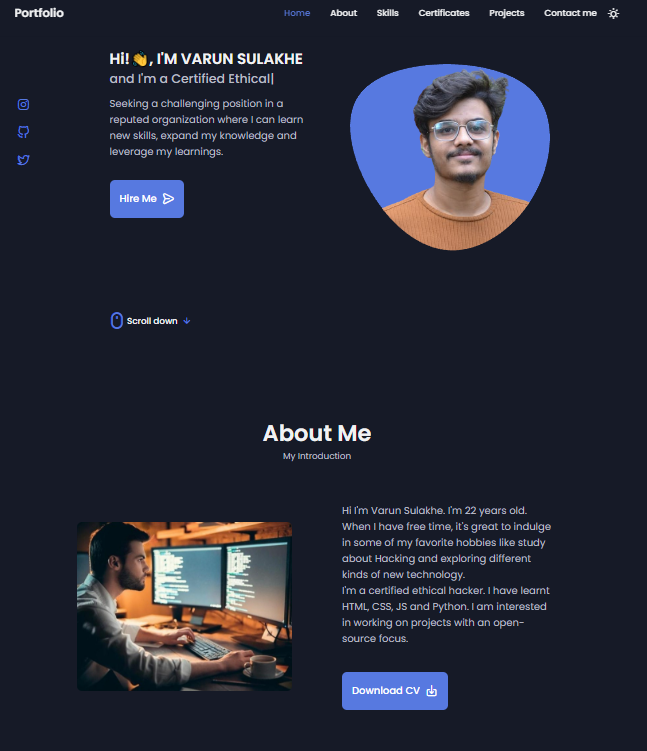 Portfolio
Home About Skills Certificates Projects Contact me
Hi! 👋, I'M VARUN SULAKHE
and I'm a Certified Ethical|
Seeking a challenging position in a
reputed organization where I can learn
new skills, expand my knowledge and
leverage my learnings.
Hire Me
Scroll down
About Me
My Introduction
Hi I'm Varun Sulakhe. I'm 22 years old.
When I have free time, it's great to indulge
in some of my favorite hobbies like study
about Hacking and exploring different
kinds of new technology.
I'm a certified ethical hacker. I have learnt
HTML, CSS, JS and Python. I am interested
in working on projects with an open-
source focus.
Download CV